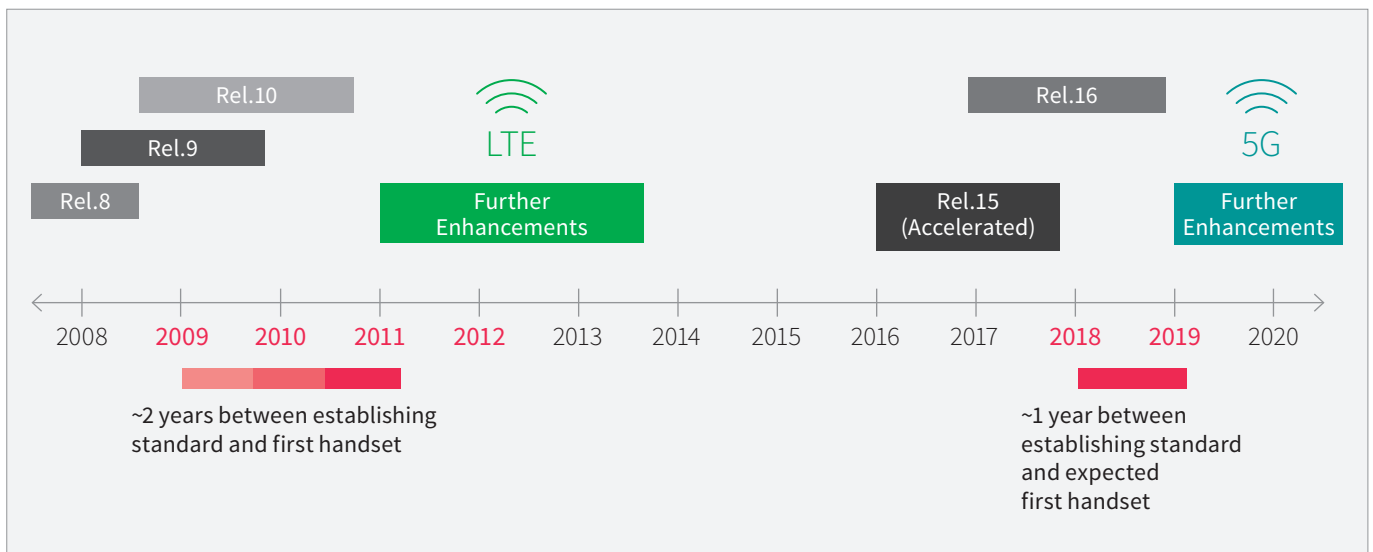 Rel.10
Rel.16
Rel.9
LTE
5G
Rel.8
Further
Enhancements
Rel.15
(Accelerated)
Further
Enhancements
2008 2009 2010 2011 2012 2013 2014 2015 2016 2017 2018 2019 2020
~2 years between establishing
standard and first handset
~1 year between
establishing standard
and expected
first handset